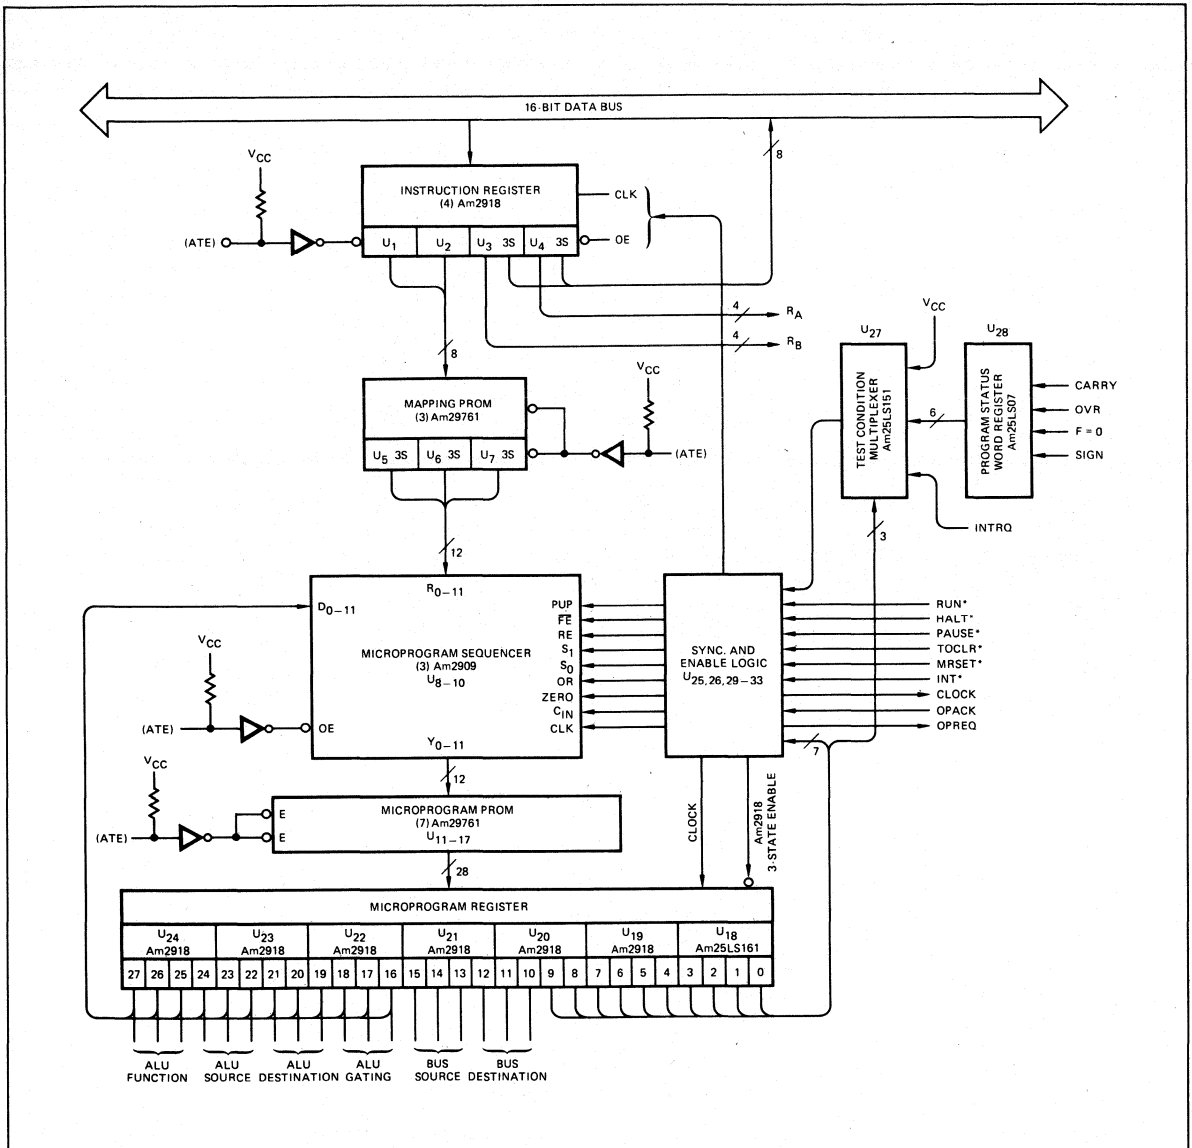 16-BIT DATA BUS
VCC
8
INSTRUCTION REGISTER
(4) Am2918
CLK
(ATE)
U1
U2
U3 3S
U4 3S
OE
4
RA
4
RB
8
VCC
MAPPING PROM
(3) Am29761
U5 3S
U6 3S
U7 3S
(ATE)
U27
VCC
U28
TEST CONDITION
MULTIPLEXER
Am25LS151
6
PROGRAM STATUS
WORD REGISTER
Am25LS07
CARRY
OVR
F = 0
SIGN
INTRQ
3
12
R0–11
D0–11
MICROPROGRAM SEQUENCER
(3) Am2909
U8–10
PUP
FE
RE
S1
S0
OR
ZERO
CIN
CLK
VCC
(ATE)
OE
Y0–11
SYNC. AND
ENABLE LOGIC
U25,26,29–33
RUN*
HALT*
PAUSE*
TOCLR*
MRSET*
INT*
CLOCK
OPACK
OPREQ
7
12
VCC
(ATE)
E
E
MICROPROGRAM PROM
(7) Am29761
U11–17
28
CLOCK
Am2918
3-STATE ENABLE
MICROPROGRAM REGISTER
U24
Am2918
U23
Am2918
U22
Am2918
U21
Am2918
U20
Am2918
U19
Am2918
U18
Am25LS161
27 26 25 24 23 22 21 20 19 18 17 16 15 14 13 12 11 10 9 8 7 6 5 4 3 2 1 0
ALU
FUNCTION
ALU
SOURCE
ALU
DESTINATION
ALU
GATING
BUS
SOURCE
BUS
DESTINATION